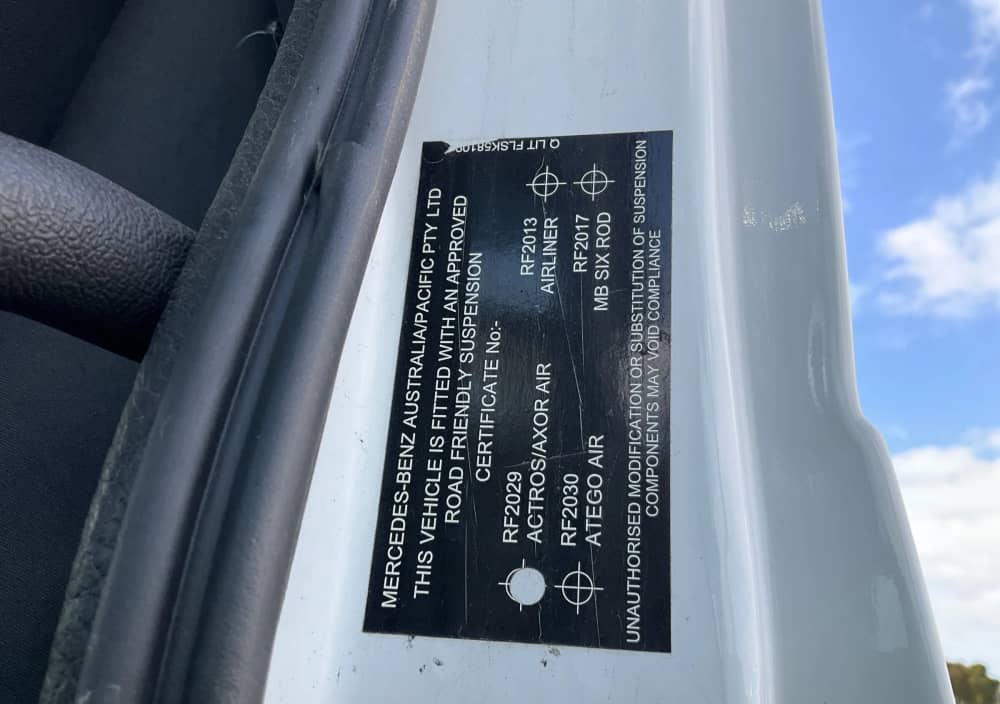 MERCEDES-BENZ AUSTRALIA/PACIFIC PTY LTD
THIS VEHICLE IS FITTED WITH AN APPROVED
ROAD FRIENDLY SUSPENSION
CERTIFICATE No:-
RF2029
ACTROS/AXOR AIR
RF2013
AIRLINER
RF2030
ATEGO AIR
RF2017
MB SIX ROD
UNAUTHORISED MODIFICATION OR SUBSTITUTION OF SUSPENSION
COMPONENTS MAY VOID COMPLIANCE
Q LIT